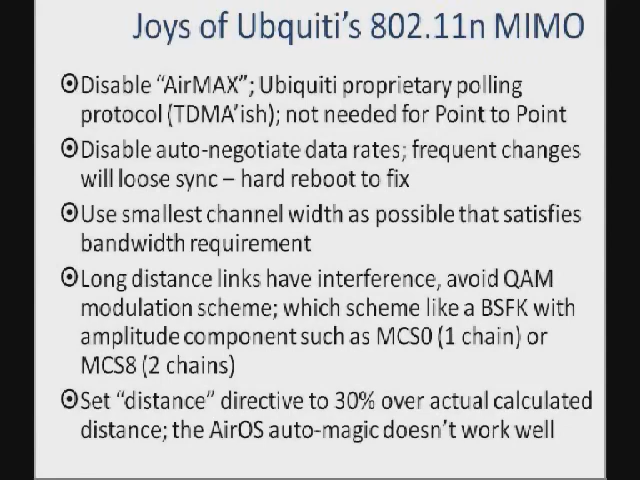 Joys of Ubquiti's 802.11n MIMO
Disable "AirMAX"; Ubiquiti proprietary polling
protocol (TDMA'ish); not needed for Point to Point
Disable auto-negotiate data rates; frequent changes
will loose sync – hard reboot to fix
Use smallest channel width as possible that satisfies
bandwidth requirement
Long distance links have interference, avoid QAM
modulation scheme; which scheme like a BSFK with
amplitude component such as MCS0 (1 chain) or
MCS8 (2 chains)
Set "distance" directive to 30% over actual calculated
distance; the AirOS auto-magic doesn't work well